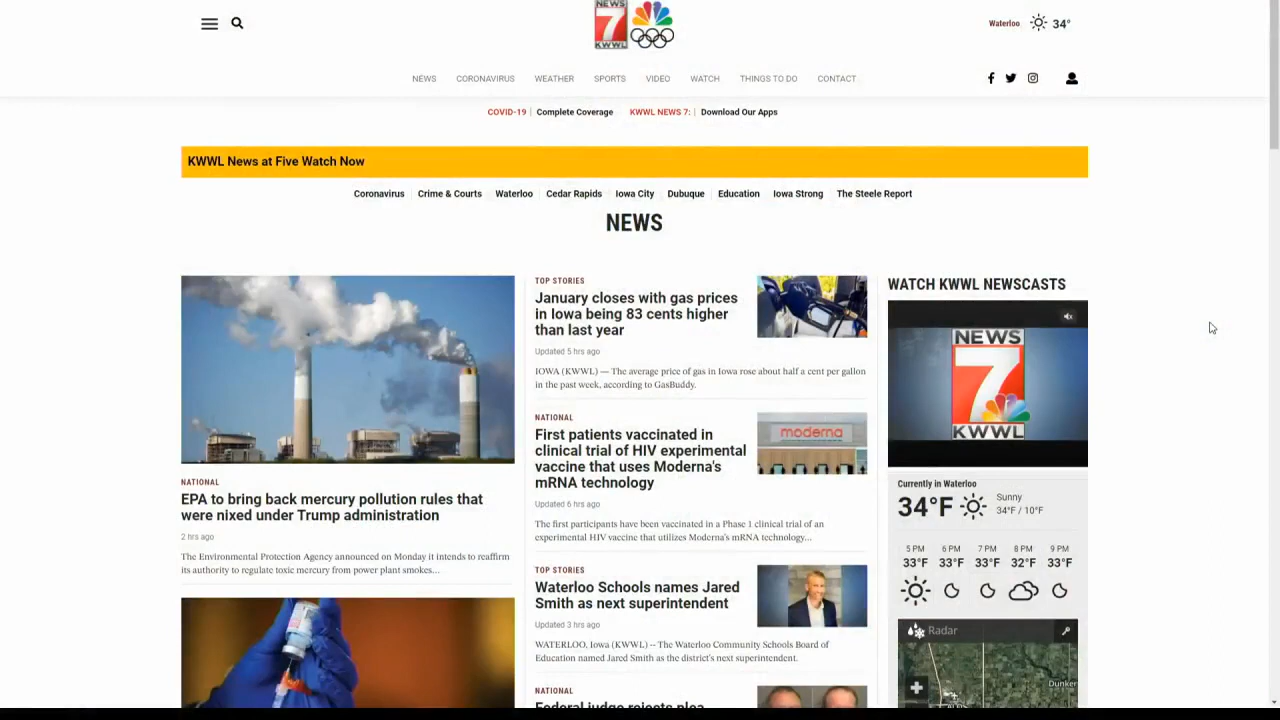 NEWS
7
KWWL
Waterloo
34°
NEWS
CORONAVIRUS
WEATHER
SPORTS
VIDEO
WATCH
THINGS TO DO
CONTACT
COVID-19
Complete Coverage
KWWL NEWS 7:
Download Our Apps
KWWL News at Five Watch Now
Coronavirus
Crime & Courts
Waterloo
Cedar Rapids
Iowa City
Dubuque
Education
Iowa Strong
The Steele Report
NEWS
NATIONAL
EPA to bring back mercury pollution rules that
were nixed under Trump administration
2 hrs ago
The Environmental Protection Agency announced on Monday it intends to reaffirm
its authority to regulate toxic mercury from power plant smokes...
TOP STORIES
January closes with gas prices
in Iowa being 83 cents higher
than last year
Updated 5 hrs ago
IOWA (KWWL) — The average price of gas in Iowa rose about half a cent per gallon
in the past week, according to GasBuddy.
NATIONAL
First patients vaccinated in
clinical trial of HIV experimental
vaccine that uses Moderna's
mRNA technology
Updated 6 hrs ago
The first participants have been vaccinated in a Phase 1 clinical trial of an
experimental HIV vaccine that utilizes Moderna's mRNA technology...
moderna
TOP STORIES
Waterloo Schools names Jared
Smith as next superintendent
Updated 3 hrs ago
WATERLOO, Iowa (KWWL) -- The Waterloo Community Schools Board of
Education named Jared Smith as the district's next superintendent.
NATIONAL
Federal judge rejects plea
WATCH KWWL NEWSCASTS
NEWS
7
KWWL
Currently in Waterloo
34°F
Sunny
34°F / 10°F
5 PM
6 PM
7 PM
8 PM
9 PM
33°F
33°F
33°F
32°F
33°F
Radar
Dunker